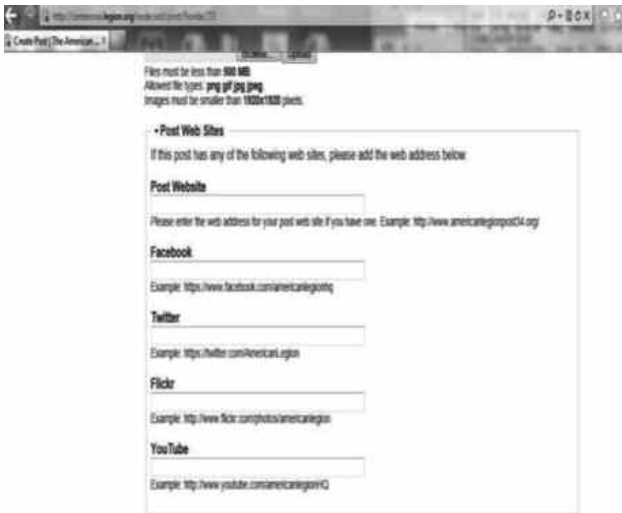 Create Post | The American ... ×
Browse... Upload
Files must be less than 500 MB.
Allowed file types: png gif jpg jpeg.
Images must be smaller than 1920x1920 pixels.
Post Web Sites
If this post has any of the following web sites, please add the web address below.
Post Website
Please enter the web address for your post web site if you have one. Example: http://www.americanlegionpost34.org/
Facebook
Example: https://www.facebook.com/americanlegionhq
Twitter
Example: https://twitter.com/AmericanLegion
Flickr
Example: http://www.flickr.com/photos/americanlegion
YouTube
Example: http://www.youtube.com/americanlegionHQ